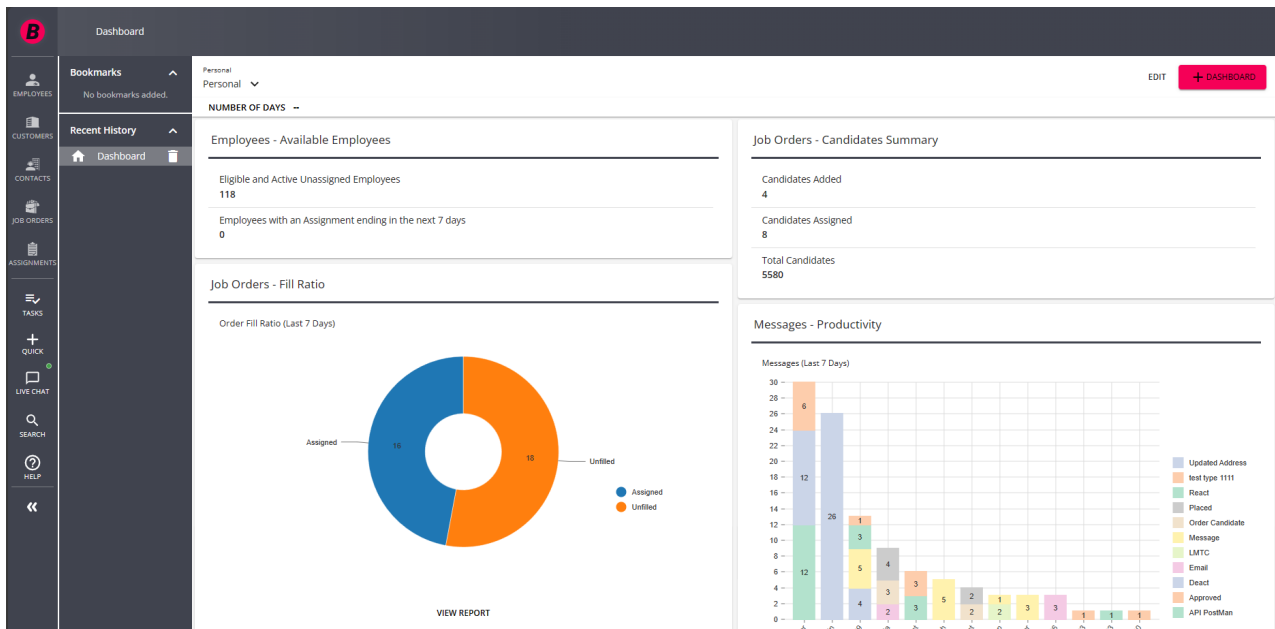 B
Dashboard
EMPLOYEES
CUSTOMERS
CONTACTS
JOB ORDERS
ASSIGNMENTS
TASKS
QUICK
LIVE CHAT
SEARCH
HELP
Bookmarks
No bookmarks added.
Recent History
Dashboard
Personal
Personal
EDIT
+ DASHBOARD
NUMBER OF DAYS --
Employees - Available Employees
Eligible and Active Unassigned Employees
118
Employees with an Assignment ending in the next 7 days
0
Job Orders - Candidates Summary
Candidates Added
4
Candidates Assigned
8
Total Candidates
5580
Job Orders - Fill Ratio
Order Fill Ratio (Last 7 Days)
Assigned
16
18
Unfilled
Assigned
Unfilled
VIEW REPORT
Messages - Productivity
Messages (Last 7 Days)
30
28
26
24
22
20
18
16
14
12
10
8
6
4
2
0
6
12
12
26
1
3
5
4
4
3
2
3
3
5
2
2
1
2
3
3
1
1
1
Updated Address
test type 1111
React
Placed
Order Candidate
Message
LMTC
Email
Deact
Approved
API PostMan